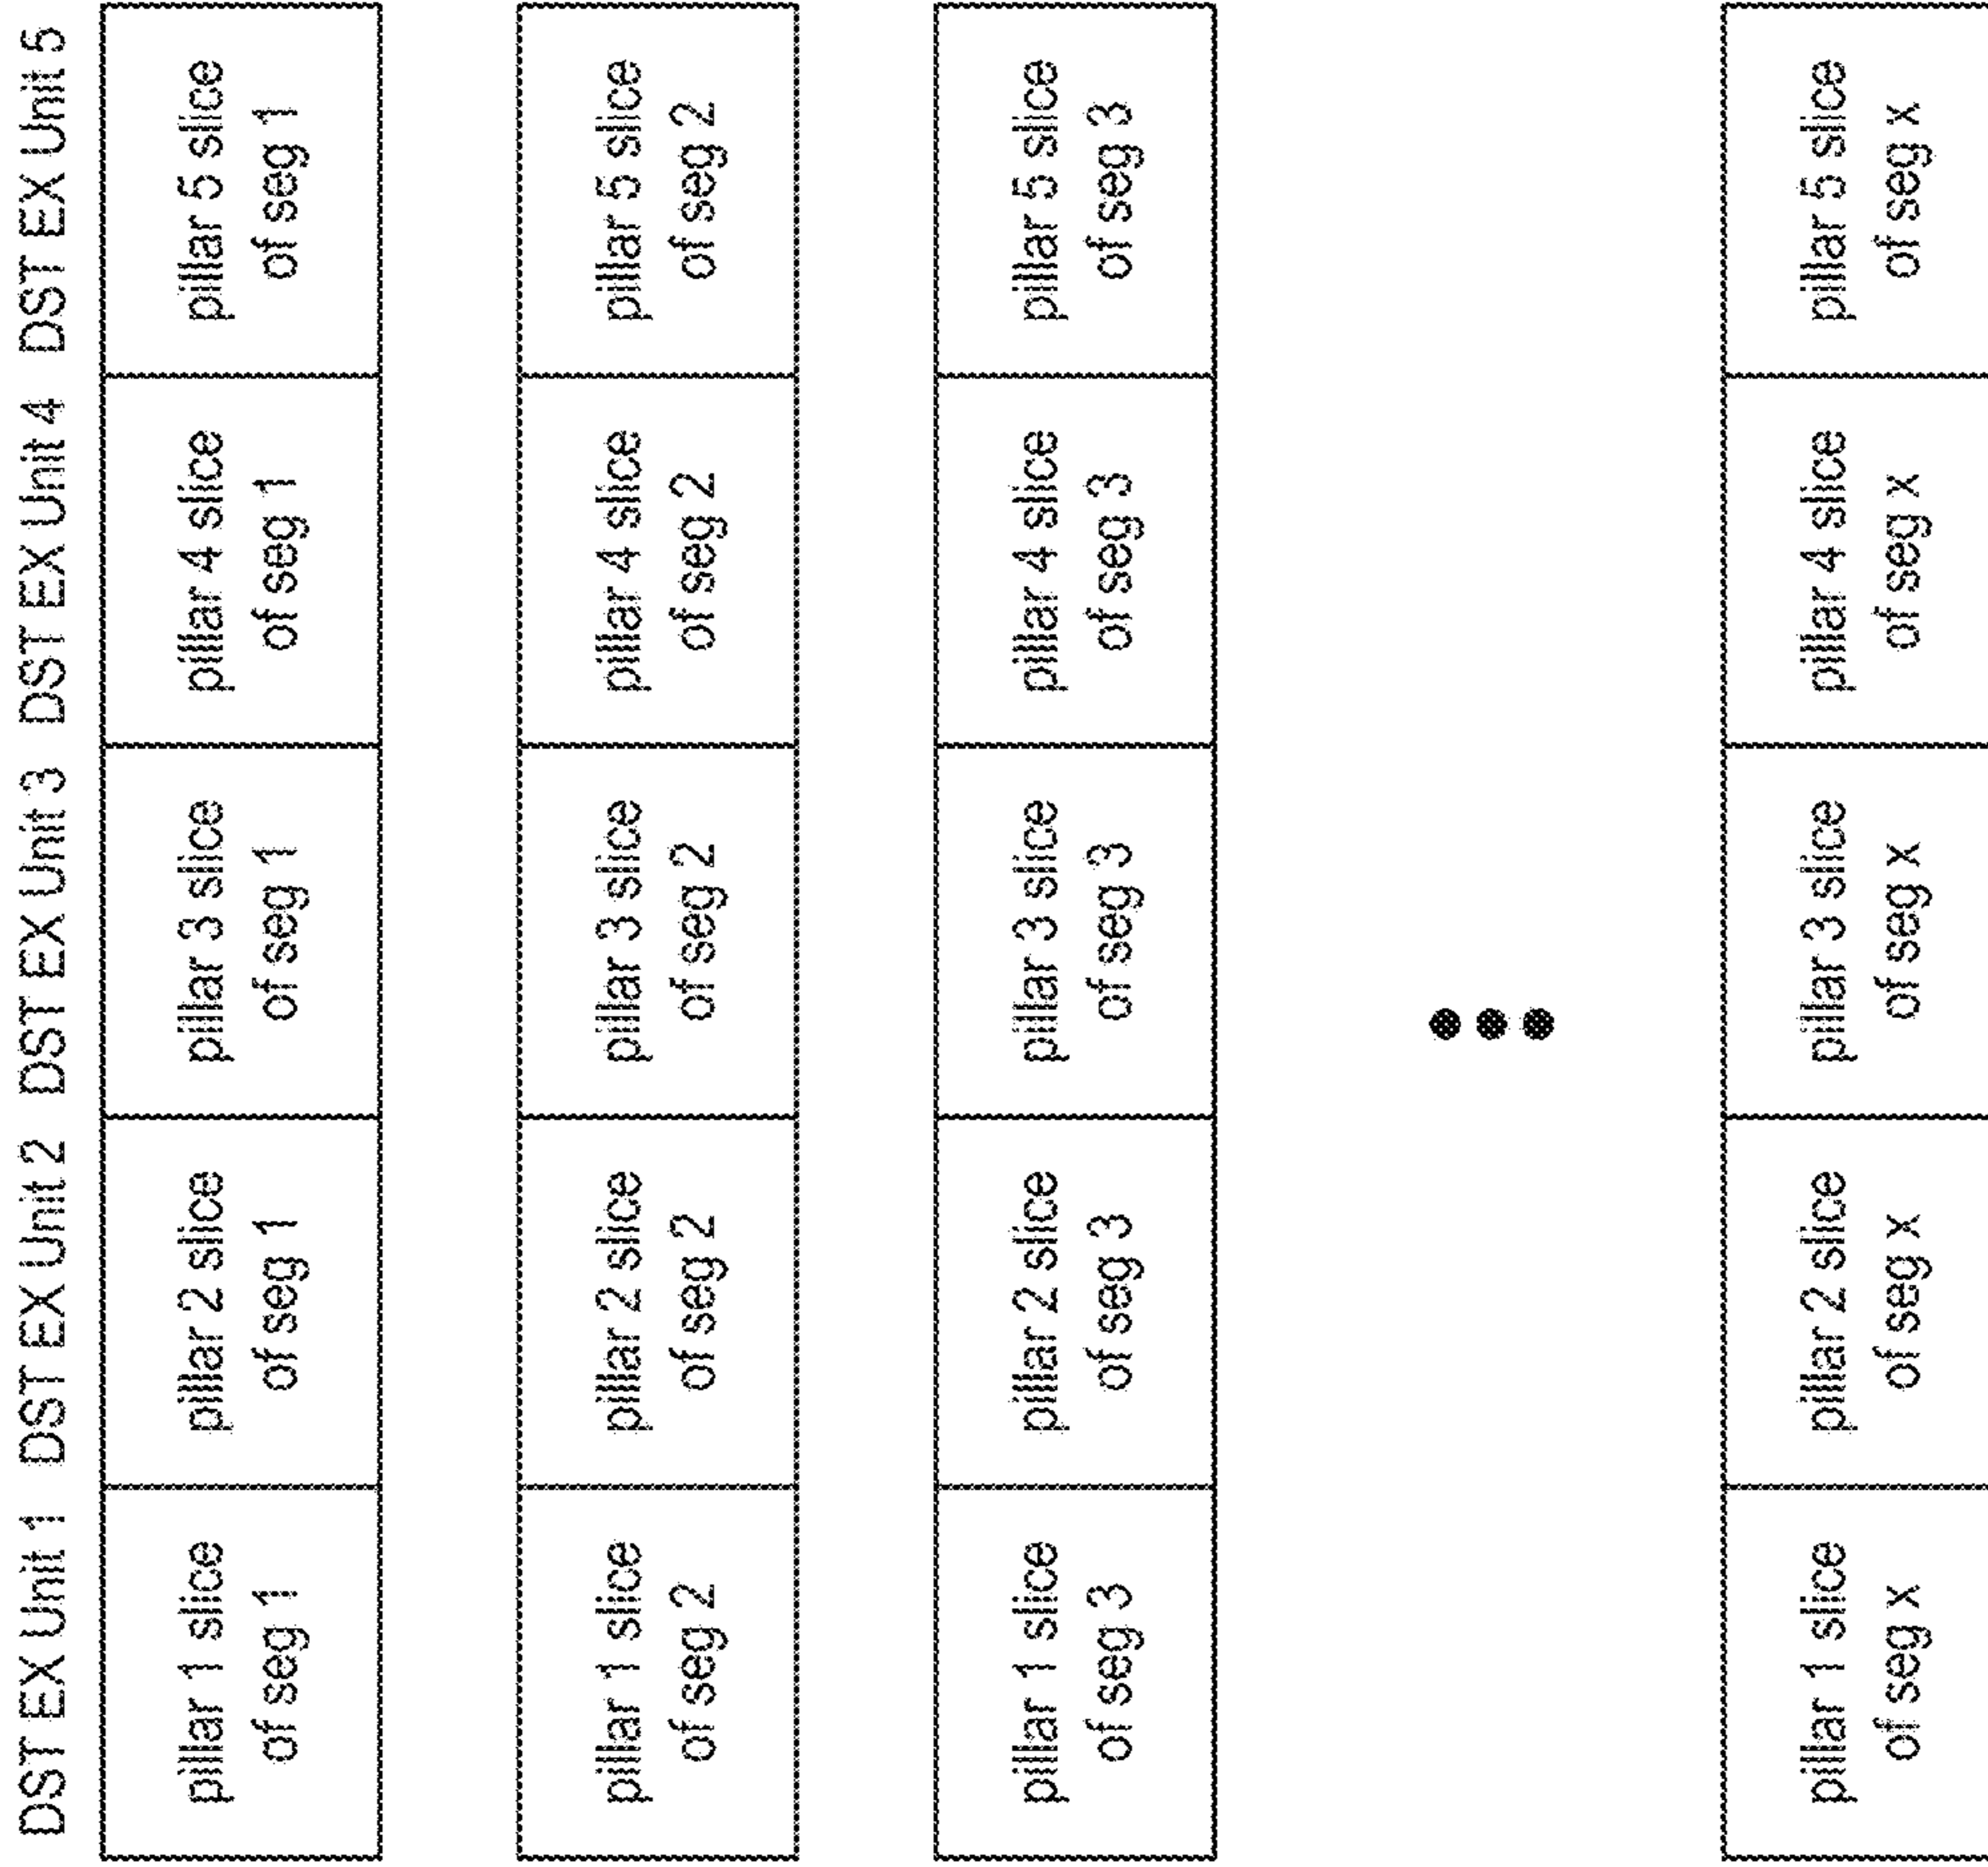 DST EX Unit 1 DST EX Unit 2 DST EX Unit 3 DST EX Unit 4 DST EX Unit 5
pillar 1 slice
of seg 1
pillar 2 slice
of seg 1
pillar 3 slice
of seg 1
pillar 4 slice
of seg 1
pillar 5 slice
of seg 1
pillar 1 slice
of seg 2
pillar 2 slice
of seg 2
pillar 3 slice
of seg 2
pillar 4 slice
of seg 2
pillar 5 slice
of seg 2
pillar 1 slice
of seg 3
pillar 2 slice
of seg 3
pillar 3 slice
of seg 3
pillar 4 slice
of seg 3
pillar 5 slice
of seg 3
pillar 1 slice
of seg x
pillar 2 slice
of seg x
pillar 3 slice
of seg x
pillar 4 slice
of seg x
pillar 5 slice
of seg x